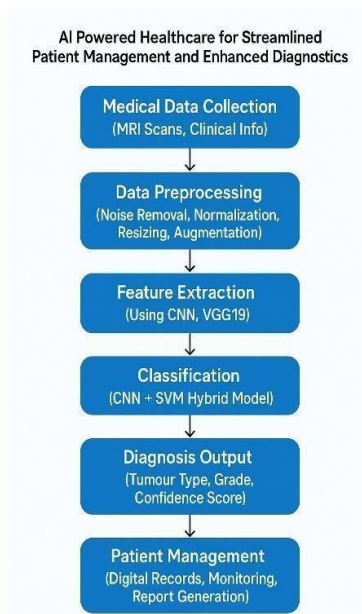 AI Powered Healthcare for Streamlined
Patient Management and Enhanced Diagnostics
Medical Data Collection
(MRI Scans, Clinical Info)
Data Preprocessing
(Noise Removal, Normalization,
Resizing, Augmentation)
Feature Extraction
(Using CNN, VGG19)
Classification
(CNN + SVM Hybrid Model)
Diagnosis Output
(Tumour Type, Grade,
Confidence Score)
Patient Management
(Digital Records, Monitoring,
Report Generation)